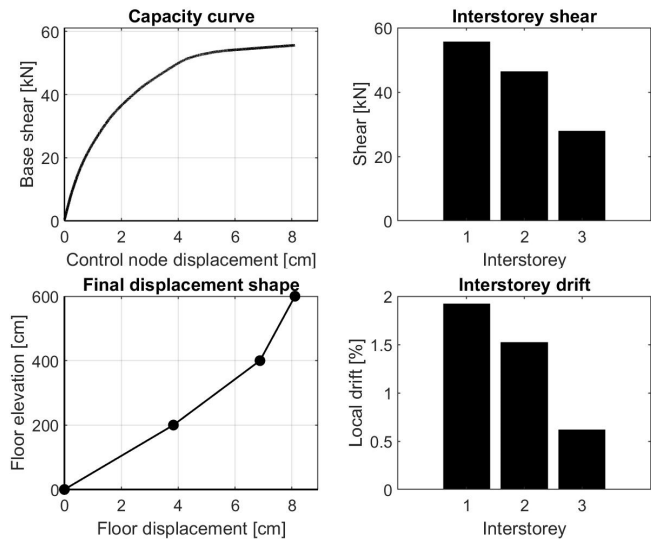 Capacity curve
60
40
20
0
Base shear [kN]
0 2 4 6 8
Control node displacement [cm]
Interstorey shear
60
40
20
0
Shear [kN]
1 2 3
Interstorey
Final displacement shape
600
400
200
0
Floor elevation [cm]
0 2 4 6 8
Floor displacement [cm]
Interstorey drift
2
1.5
1
0.5
0
Local drift [%]
1 2 3
Interstorey